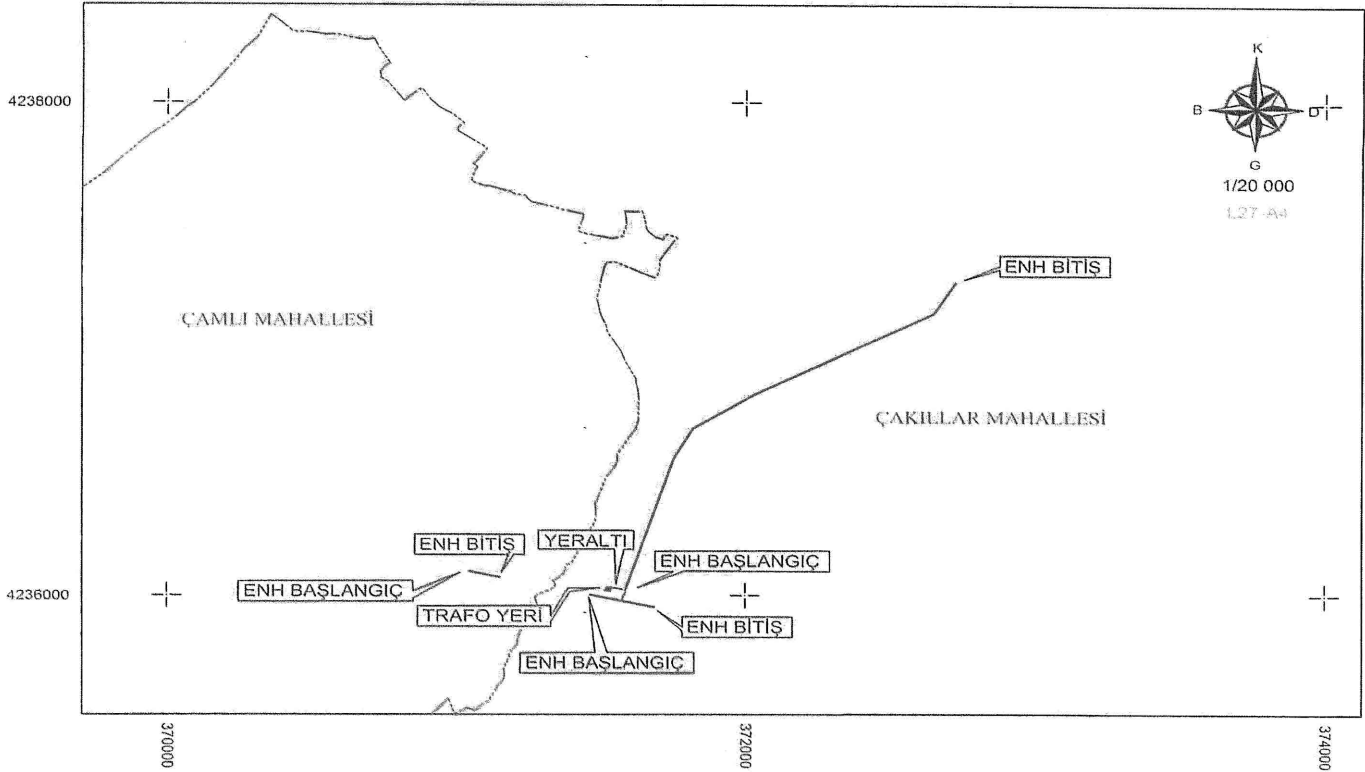 4238000
K
B
D
G
1/20 000
L27-A4
ENH BİTİŞ
ÇAMLI MAHALLESİ
ÇAKILLAR MAHALLESİ
ENH BİTİŞ
YERALTI
ENH BAŞLANGIÇ
ENH BAŞLANGIÇ
4236000
TRAFO YERİ
ENH BİTİŞ
ENH BAŞLANGIÇ
370000
372000
374000